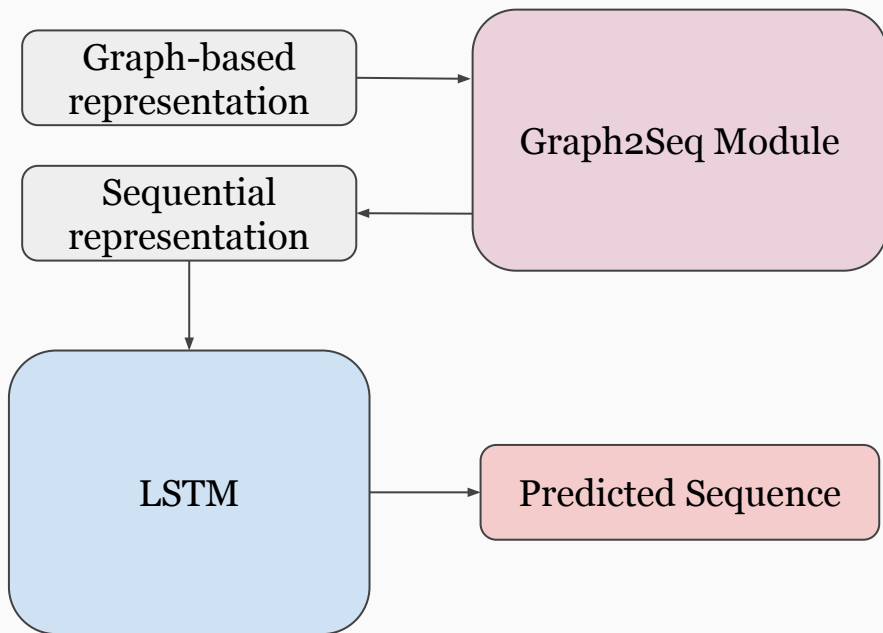 Graph-based
representation
Graph2Seq Module
Sequential
representation
LSTM
Predicted Sequence